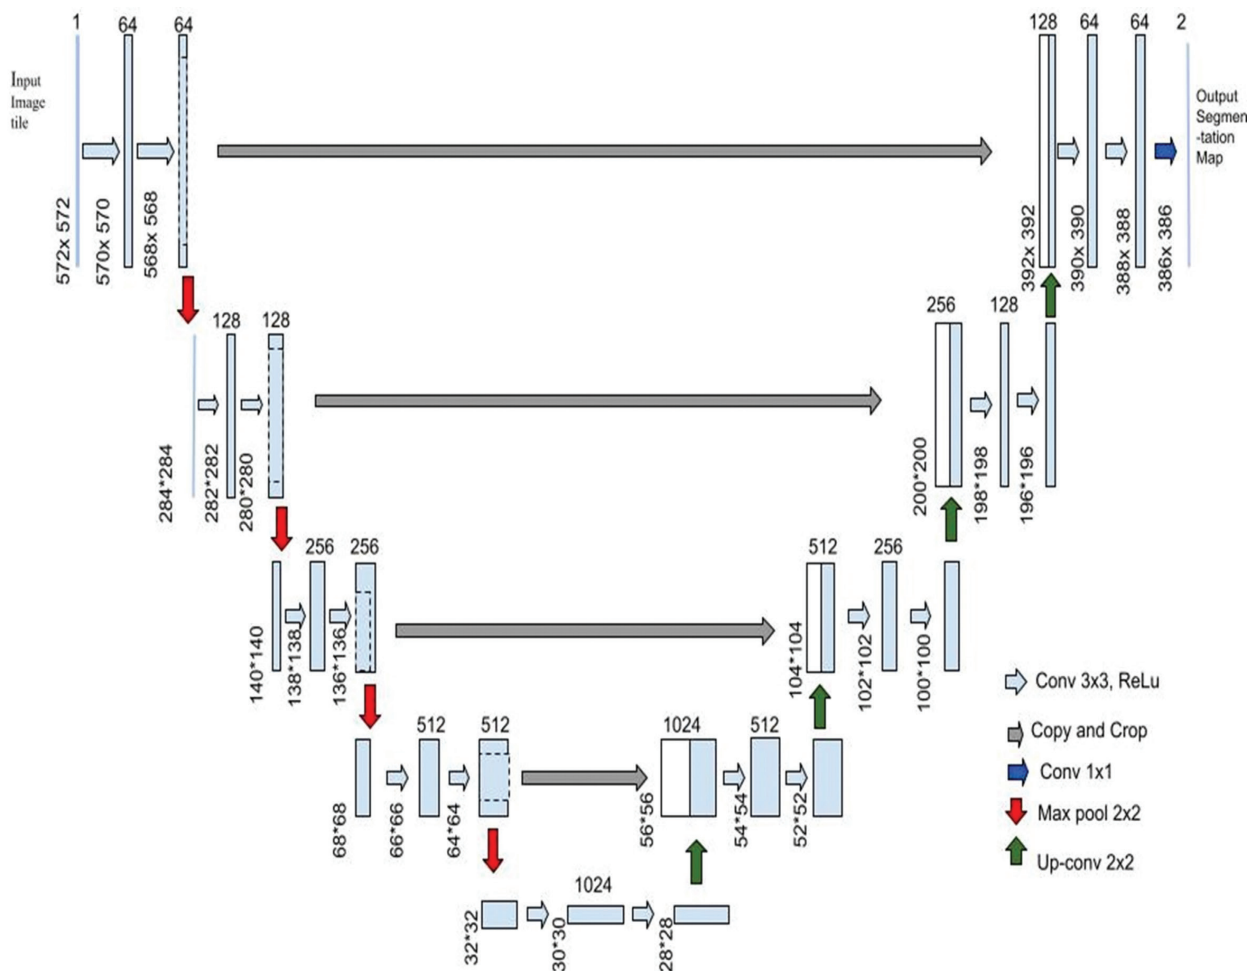 1
64
64
128
64
64
2
Input
Image
tile
Output
Segmen
-tation
Map
572x 572
570x 570
568x 568
392x 392
390x 390
388x 388
386x 386
128
128
256
128
284*284
282*282
280*280
200*200
198*198
196*196
256
256
512
256
140*140
138*138
136*136
104*104
102*102
100*100
Conv 3x3, ReLu
Copy and Crop
Conv 1x1
Max pool 2x2
Up-conv 2x2
512
512
1024
512
68*68
66*66
64*64
56*56
54*54
52*52
1024
32*32
30*30
28*28